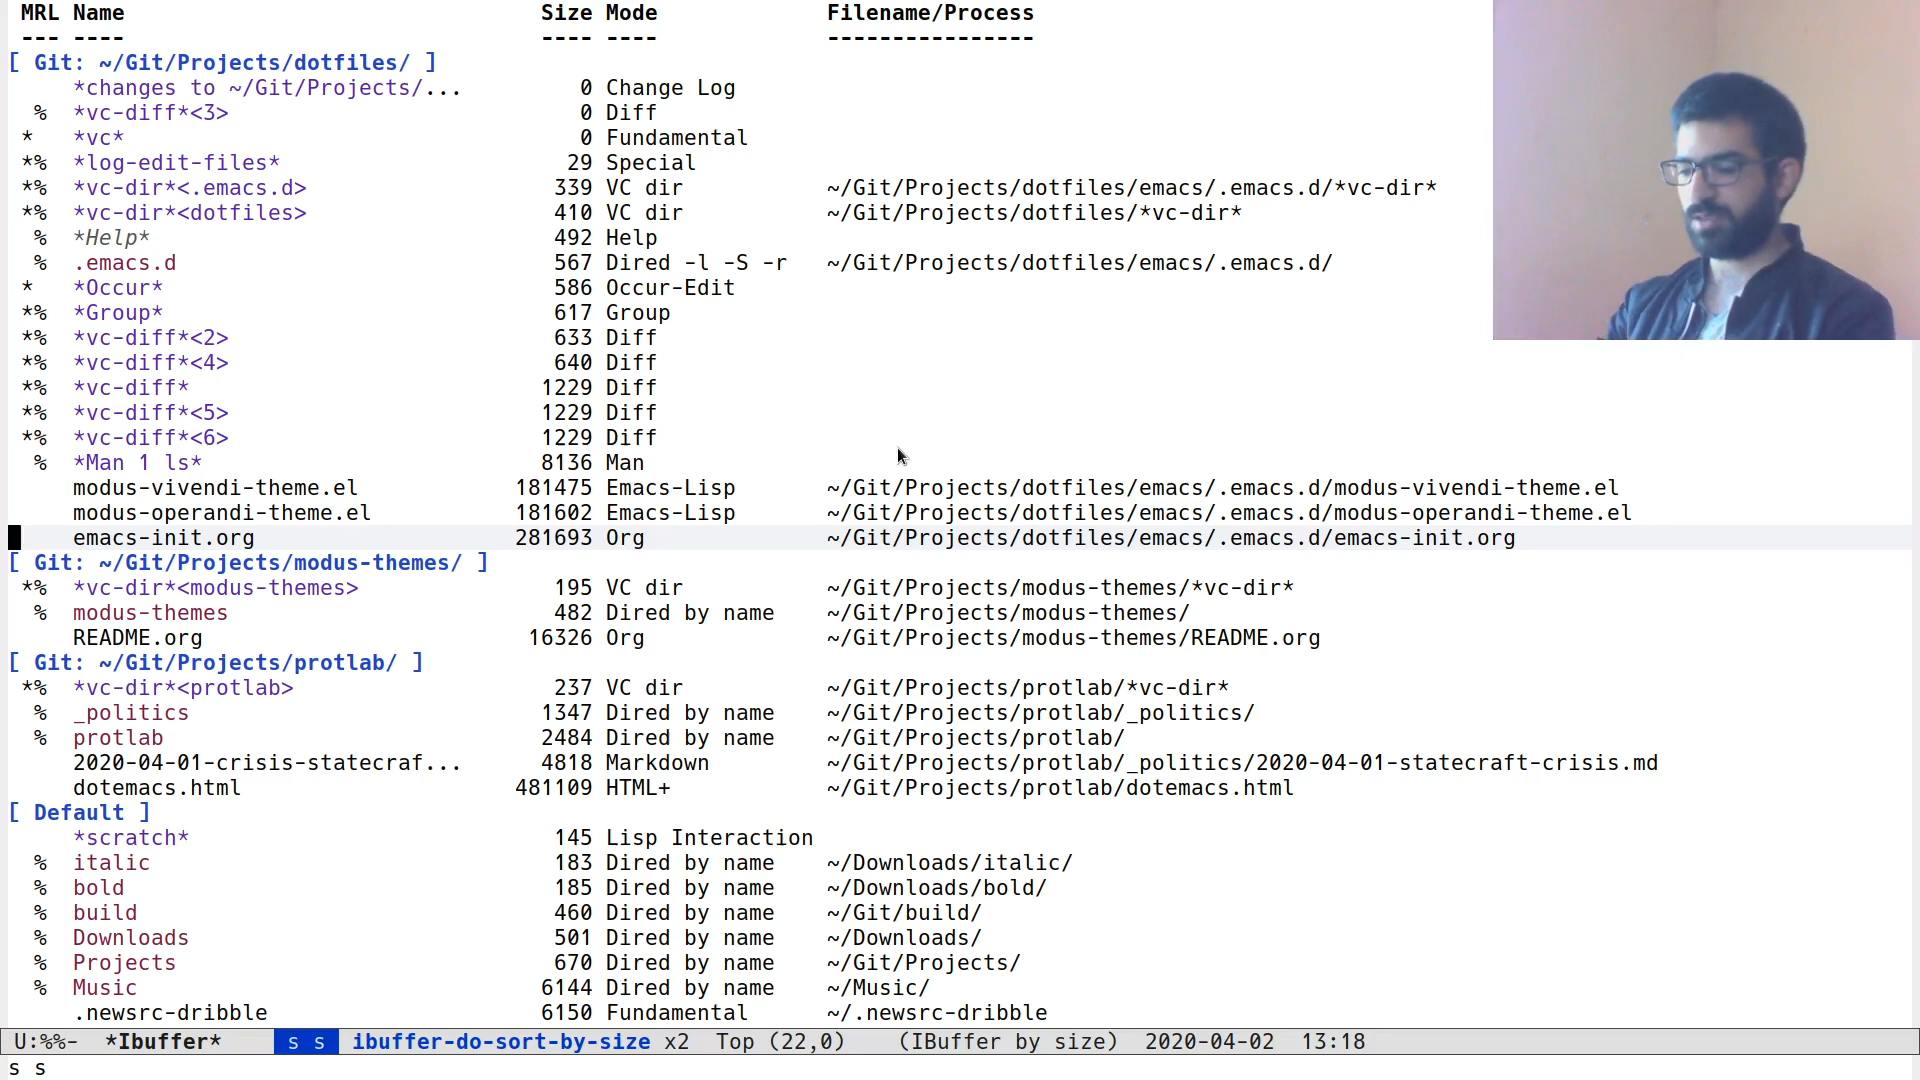 MRL Name Size Mode Filename/Process
--- ---- ---- ---- ----------------
[ Git: ~/Git/Projects/dotfiles/ ]
*changes to ~/Git/Projects/... 0 Change Log
% *vc-diff*<3> 0 Diff
* *vc* 0 Fundamental
*% *log-edit-files* 29 Special
*% *vc-dir*<.emacs.d> 339 VC dir ~/Git/Projects/dotfiles/emacs/.emacs.d/*vc-dir*
*% *vc-dir*<dotfiles> 410 VC dir ~/Git/Projects/dotfiles/*vc-dir*
% *Help* 492 Help
% .emacs.d 567 Dired -l -S -r ~/Git/Projects/dotfiles/emacs/.emacs.d/
* *Occur* 586 Occur-Edit
*% *Group* 617 Group
*% *vc-diff*<2> 633 Diff
*% *vc-diff*<4> 640 Diff
*% *vc-diff* 1229 Diff
*% *vc-diff*<5> 1229 Diff
*% *vc-diff*<6> 1229 Diff
% *Man 1 ls* 8136 Man
modus-vivendi-theme.el 181475 Emacs-Lisp ~/Git/Projects/dotfiles/emacs/.emacs.d/modus-vivendi-theme.el
modus-operandi-theme.el 181602 Emacs-Lisp ~/Git/Projects/dotfiles/emacs/.emacs.d/modus-operandi-theme.el
emacs-init.org 281693 Org ~/Git/Projects/dotfiles/emacs/.emacs.d/emacs-init.org
[ Git: ~/Git/Projects/modus-themes/ ]
*% *vc-dir*<modus-themes> 195 VC dir ~/Git/Projects/modus-themes/*vc-dir*
% modus-themes 482 Dired by name ~/Git/Projects/modus-themes/
README.org 16326 Org ~/Git/Projects/modus-themes/README.org
[ Git: ~/Git/Projects/protlab/ ]
*% *vc-dir*<protlab> 237 VC dir ~/Git/Projects/protlab/*vc-dir*
% _politics 1347 Dired by name ~/Git/Projects/protlab/_politics/
% protlab 2484 Dired by name ~/Git/Projects/protlab/
2020-04-01-crisis-statecraf... 4818 Markdown ~/Git/Projects/protlab/_politics/2020-04-01-statecraft-crisis.md
dotemacs.html 481109 HTML+ ~/Git/Projects/protlab/dotemacs.html
[ Default ]
*scratch* 145 Lisp Interaction
% italic 183 Dired by name ~/Downloads/italic/
% bold 185 Dired by name ~/Downloads/bold/
% build 460 Dired by name ~/Git/build/
% Downloads 501 Dired by name ~/Downloads/
% Projects 670 Dired by name ~/Git/Projects/
% Music 6144 Dired by name ~/Music/
.newsrc-dribble 6150 Fundamental ~/.newsrc-dribble
U:%%- *Ibuffer* s s ibuffer-do-sort-by-size x2 Top (22,0) (IBuffer by size) 2020-04-02 13:18
s s